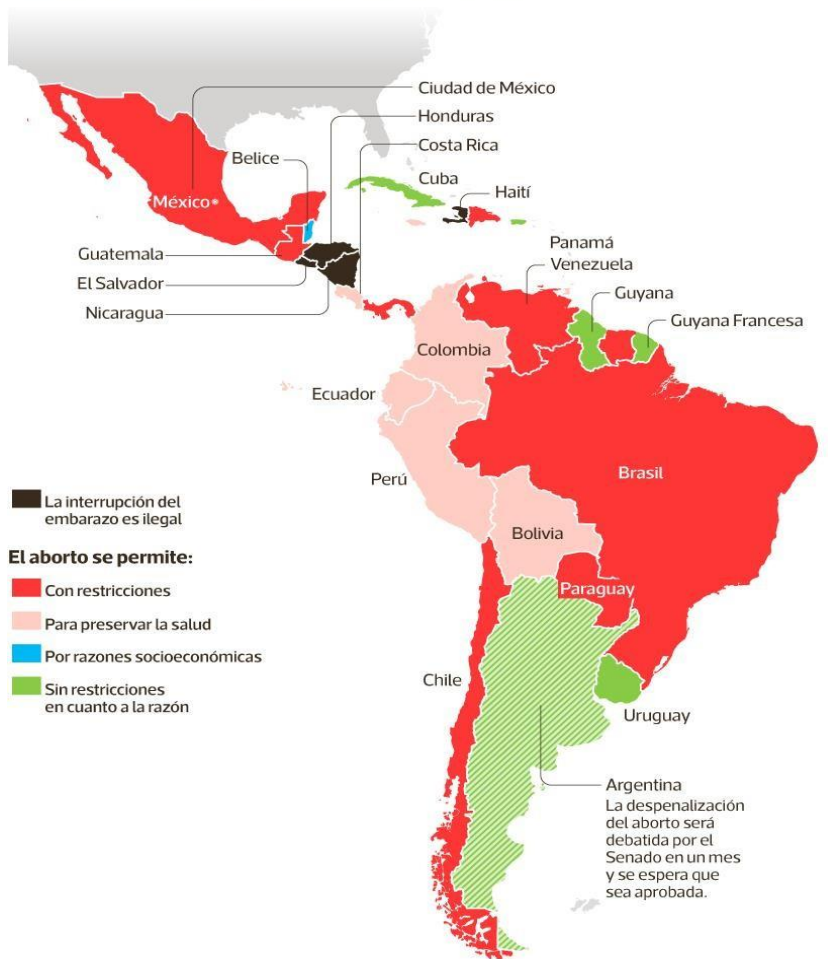 Ciudad de México
Honduras
Costa Rica
Belice
Cuba
Haití
México
Guatemala
El Salvador
Nicaragua
Panamá
Venezuela
Guyana
Guyana Francesa
Colombia
Ecuador
Perú
Brasil
Bolivia
Paraguay
Chile
Uruguay
La interrupción del
embarazo es ilegal
El aborto se permite:
Con restricciones
Para preservar la salud
Por razones socioeconómicas
Sin restricciones
en cuanto a la razón
Argentina
La despenalización
del aborto será
debatida por el
Senado en un mes
y se espera que
sea aprobada.